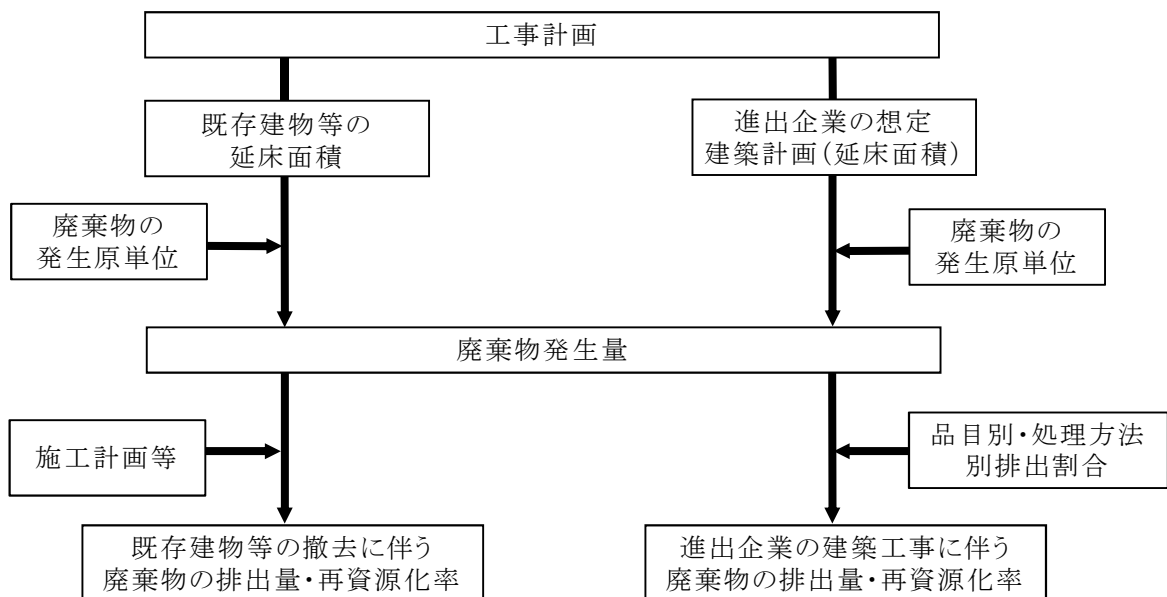 工事計画
既存建物等の
延床面積
進出企業の想定
建築計画(延床面積)
廃棄物の
発生原単位
廃棄物の
発生原単位
廃棄物発生量
施工計画等
品目別・処理方法
別排出割合
既存建物等の撤去に伴う
廃棄物の排出量・再資源化率
進出企業の建築工事に伴う
廃棄物の排出量・再資源化率